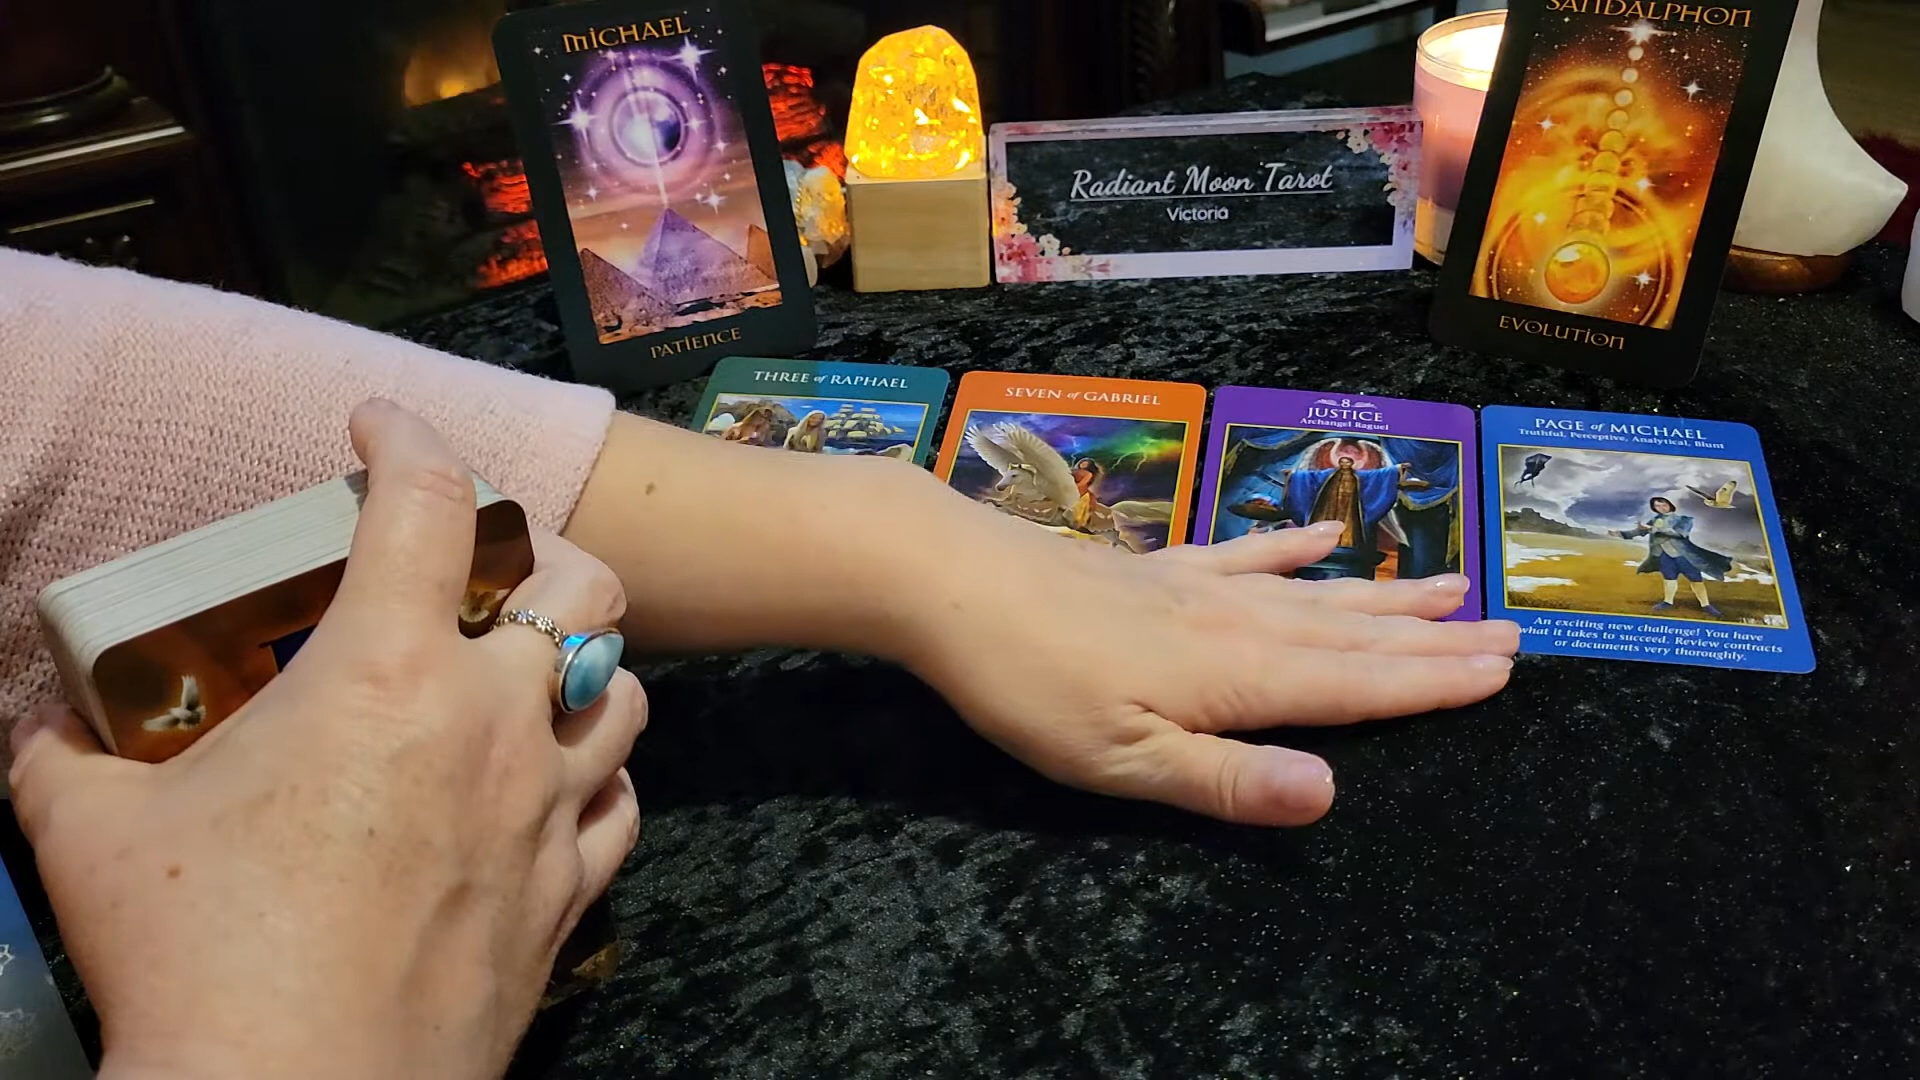 MICHAEL
PATIENCE
Radiant Moon Tarot
Victoria
SANDALPHON
EVOLUTION
THREE of RAPHAEL
SEVEN of GABRIEL
8
JUSTICE
Archangel Raguel
PAGE of MICHAEL
Truthful, Perceptive, Analytical, Blunt
An exciting new challenge! You have
what it takes to succeed. Review contracts
or documents very thoroughly.